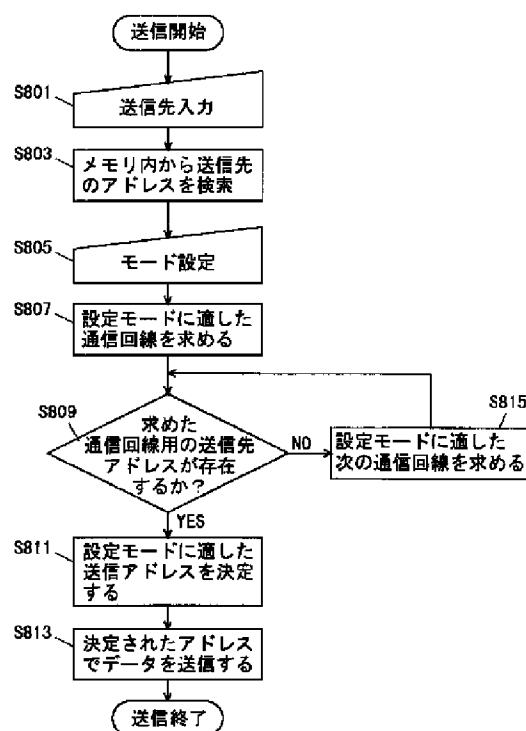 送信開始
S801
送信先入力
S803
メモリ内から送信先
のアドレスを検索
S805
モード設定
S807
設定モードに適した
通信回線を求める
S809
求めた
通信回線用の送信先
アドレスが存在
するか？
NO
S815
設定モードに適した
次の通信回線を求める
YES
S811
設定モードに適した
送信アドレスを決定
する
S813
決定されたアドレス
でデータを送信する
送信終了